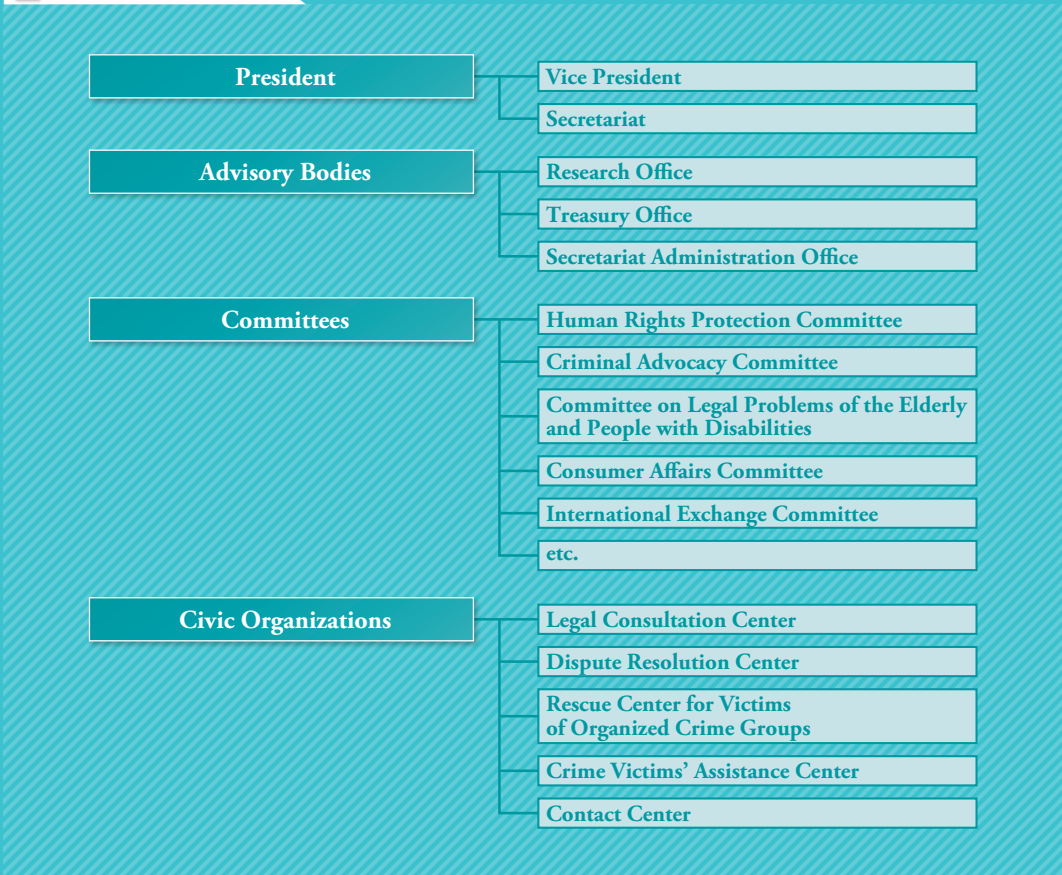 President
Vice President
Secretariat
Advisory Bodies
Research Office
Treasury Office
Secretariat Administration Office
Committees
Human Rights Protection Committee
Criminal Advocacy Committee
Committee on Legal Problems of the Elderly
and People with Disabilities
Consumer Affairs Committee
International Exchange Committee
etc.
Civic Organizations
Legal Consultation Center
Dispute Resolution Center
Rescue Center for Victims
of Organized Crime Groups
Crime Victims’ Assistance Center
Contact Center